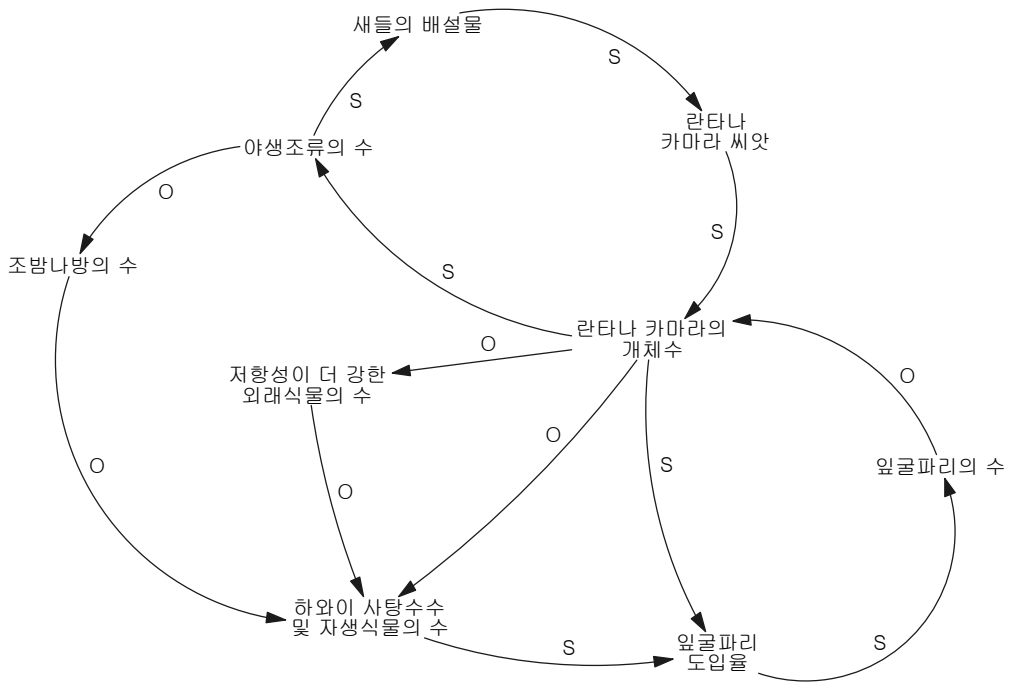 새들의 배설물
S
란타나
카마라 씨앗
S
야생조류의 수
O
S
조밤나방의 수
S
란타나 카마라의
개체수
O
저항성이 더 강한
외래식물의 수
O
O
S
잎굴파리의 수
O
O
하와이 사탕수수
및 자생식물의 수
S
잎굴파리
도입율
S